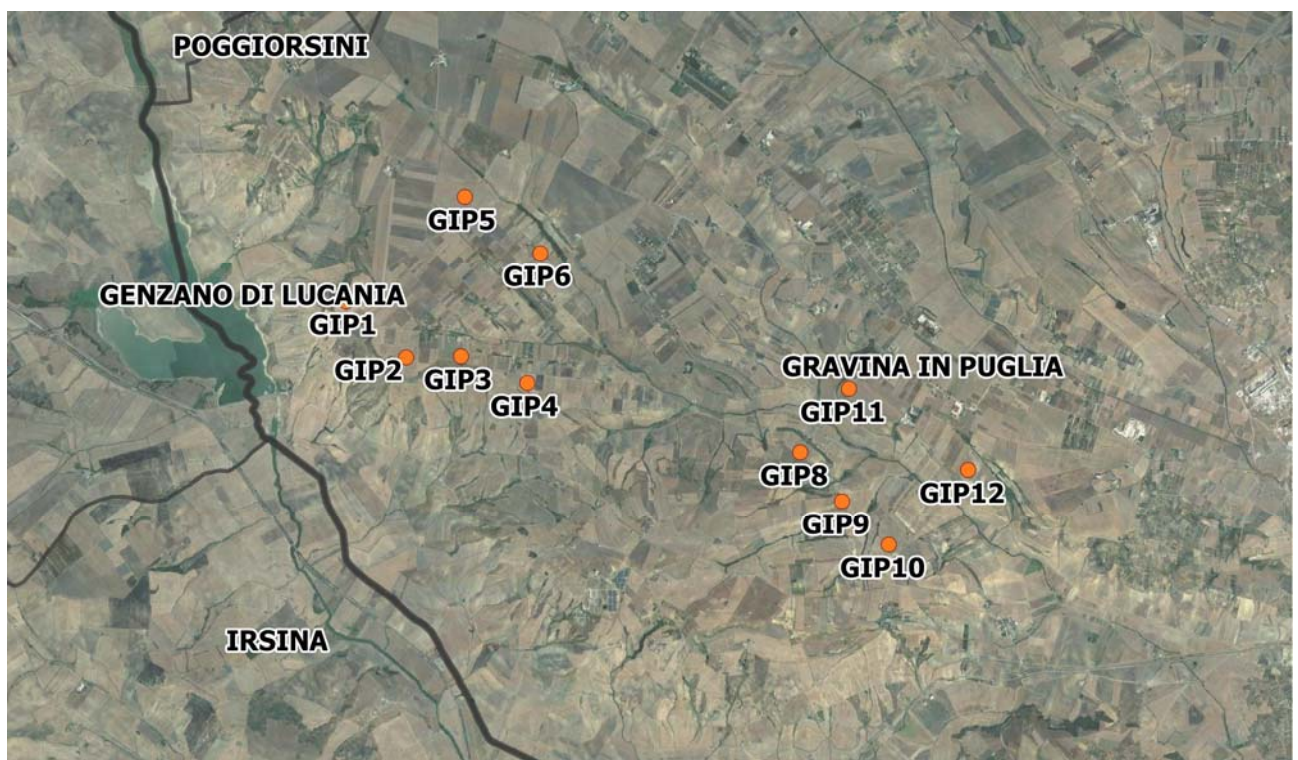 POGGIORSINI
GIP5
GIP6
GENZANO DI LUCANIA
GIP1
GIP2
GIP3
GIP4
GRAVINA IN PUGLIA
GIP11
GIP8
GIP12
GIP9
GIP10
IRSINA